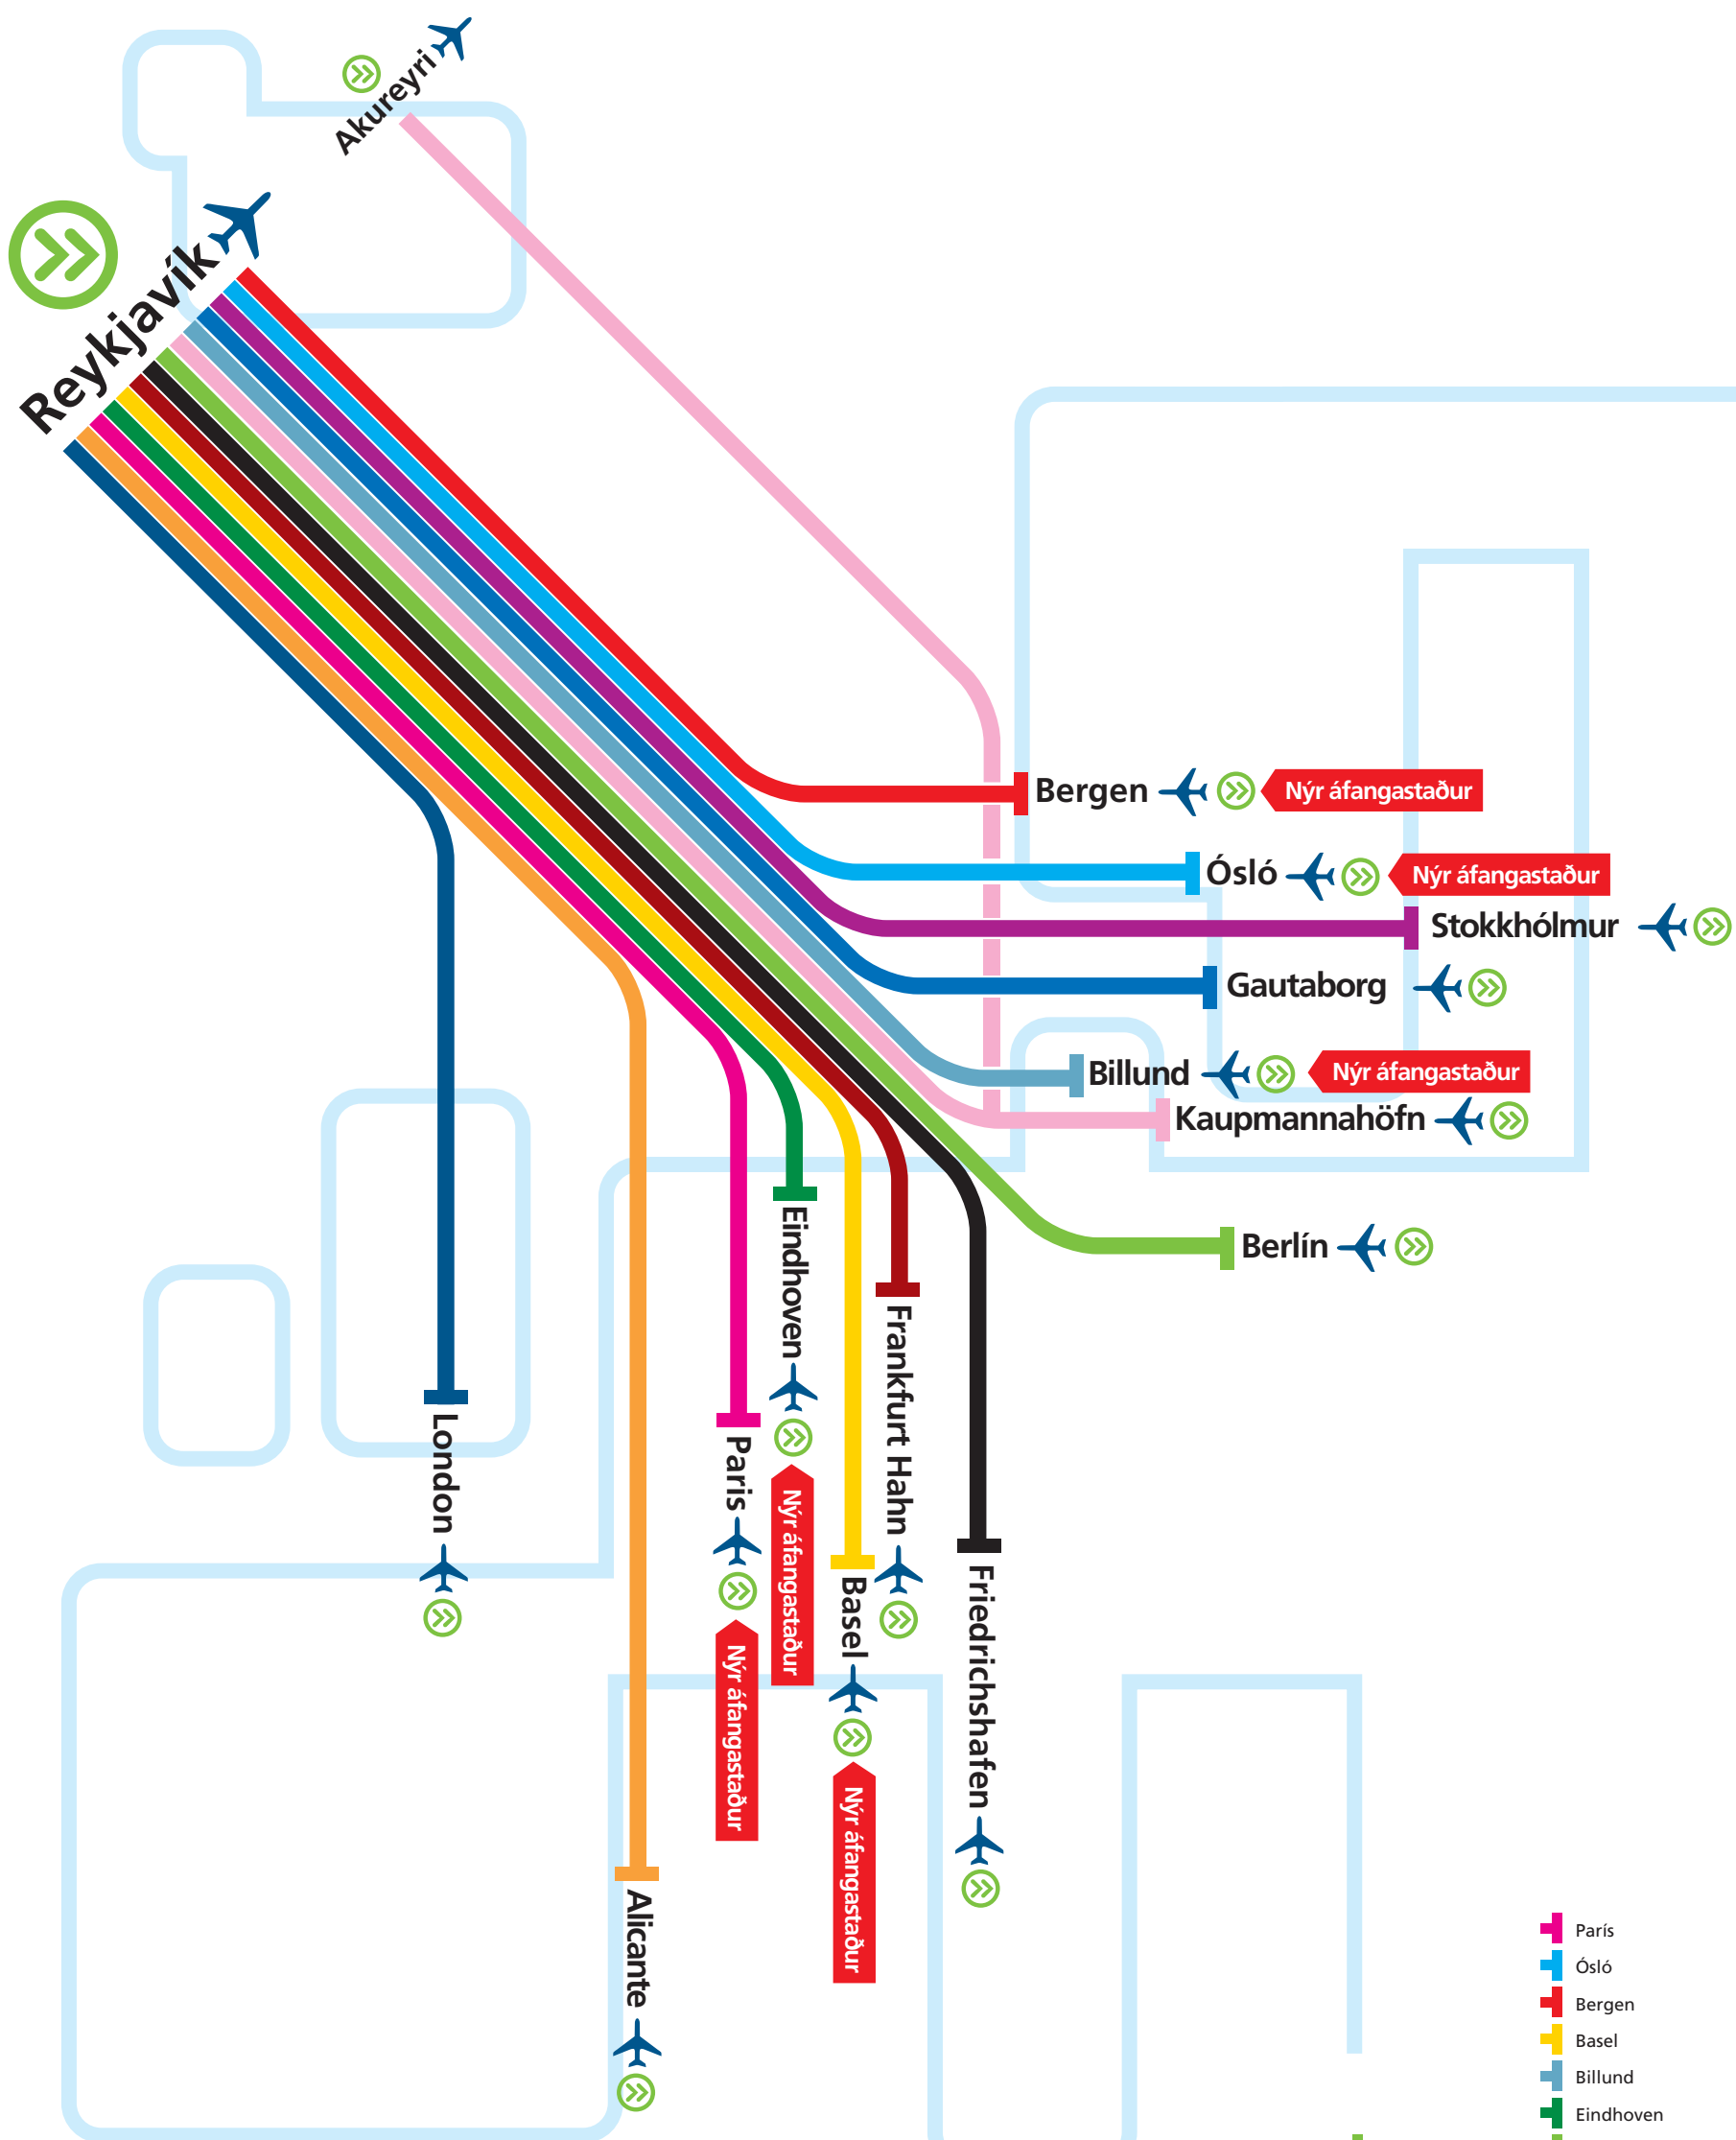 Akureyri
Reykjavík
Bergen
Nýr áfangastaður
Ósló
Nýr áfangastaður
Stokkhólmur
Gautaborg
Billund
Nýr áfangastaður
Kaupmannahöfn
Berlín
Eindhoven
Nýr áfangastaður
Frankfurt Hahn
London
Paris
Nýr áfangastaður
Basel
Nýr áfangastaður
Friedrichshafen
Alicante
París
Ósló
Bergen
Basel
Billund
Eindhoven